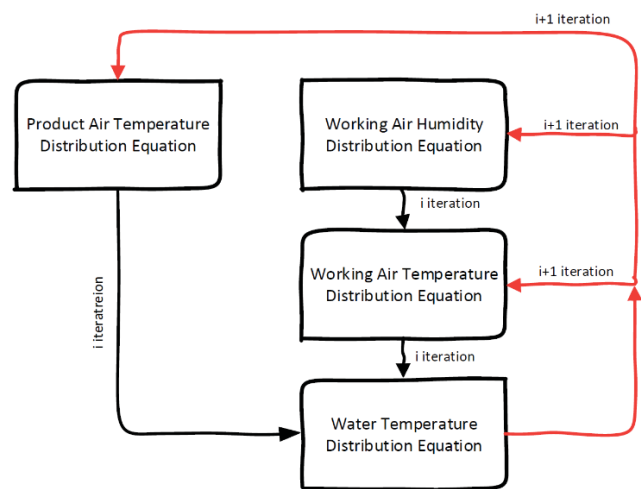 i+1 iteration
Product Air Temperature
Distribution Equation
Working Air Humidity
Distribution Equation
i+1 iteration
i iteration
Working Air Temperature
Distribution Equation
i+1 iteration
i iteratreion
i iteration
Water Temperature
Distribution Equation